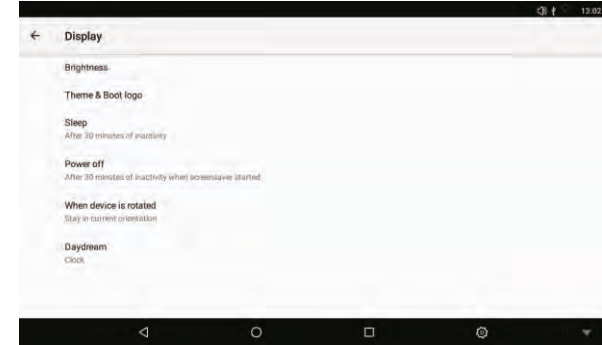 13:02
Display
Brightness
Theme & Boot logo
Sleep
After 30 minutes of inactivity
Power off
After 30 minutes of inactivity when screensaver started
When device is rotated
Stay in current orientation
Daydream
Clock